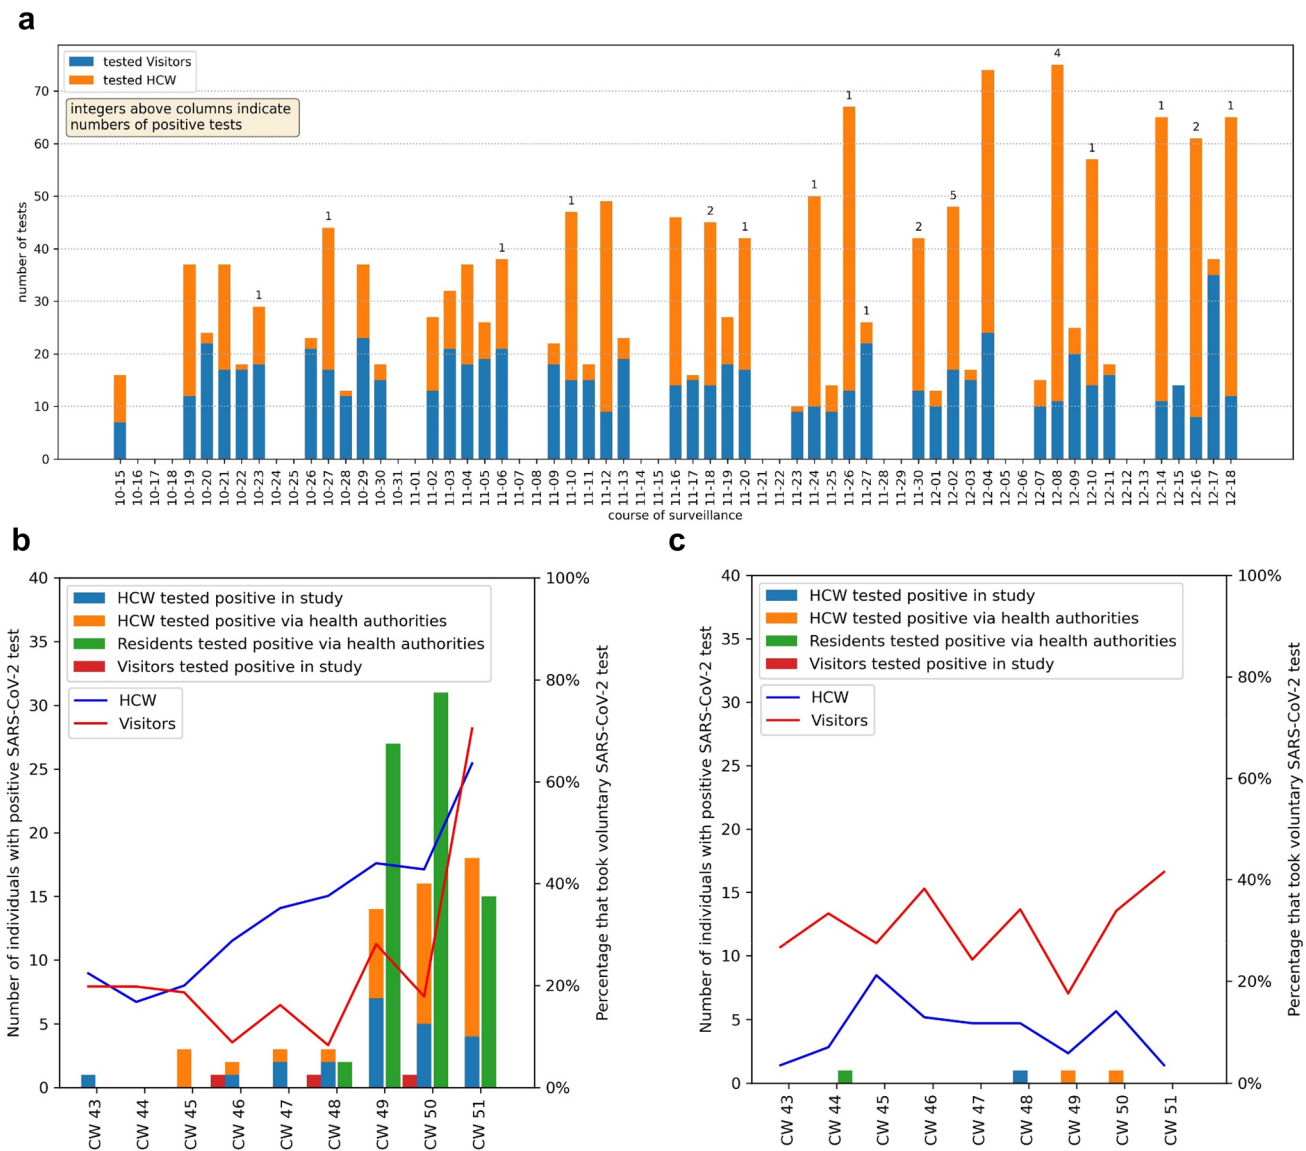 a
tested Visitors
tested HCW
integers above columns indicate
numbers of positive tests
number of tests
70
60
50
40
30
20
10
0
1 1 1 1 2 1 1 1 1 2 5 4 1 1 2 1
10-15 10-16 10-17 10-18 10-19 10-20 10-21 10-22 10-23 10-24 10-25 10-26 10-27 10-28 10-29 10-30 10-31 11-01 11-02 11-03 11-04 11-05 11-06 11-07 11-08 11-09 11-10 11-11 11-12 11-13 11-14 11-15 11-16 11-17 11-18 11-19 11-20 11-21 11-22 11-23 11-24 11-25 11-26 11-27 11-28 11-29 11-30 12-01 12-02 12-03 12-04 12-05 12-06 12-07 12-08 12-09 12-10 12-11 12-12 12-13 12-14 12-15 12-16 12-17 12-18
course of surveillance
b
HCW tested positive in study
HCW tested positive via health authorities
Residents tested positive via health authorities
Visitors tested positive in study
HCW
Visitors
Number of individuals with positive SARS-CoV-2 test
40
35
30
25
20
15
10
5
0
100%
80%
60%
40%
20%
0%
Percentage that took voluntary SARS-CoV-2 test
CW 43 CW 44 CW 45 CW 46 CW 47 CW 48 CW 49 CW 50 CW 51
c
HCW tested positive in study
HCW tested positive via health authorities
Residents tested positive via health authorities
Visitors tested positive in study
HCW
Visitors
Number of individuals with positive SARS-CoV-2 test
40
35
30
25
20
15
10
5
0
100%
80%
60%
40%
20%
0%
Percentage that took voluntary SARS-CoV-2 test
CW 43 CW 44 CW 45 CW 46 CW 47 CW 48 CW 49 CW 50 CW 51